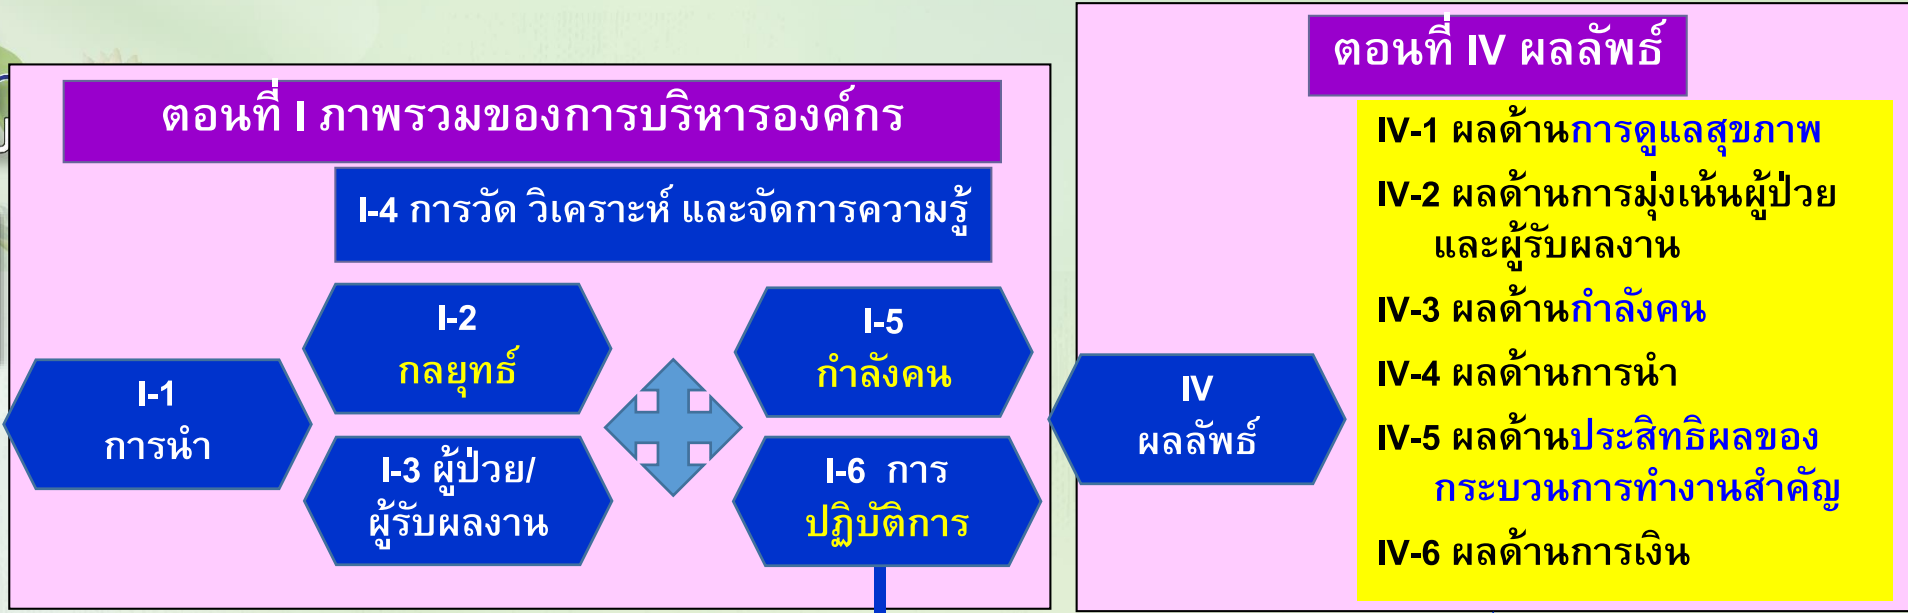 ตอนที่ I ภาพรวมของการบริหารองค์กร
I-4 การวัด วิเคราะห์ และจัดการความรู้
I-1
การนำ
I-2
กลยุทธ์
I-3 ผู้ป่วย/
ผู้รับผลงาน
I-5
กำลังคน
I-6 การ
ปฏิบัติการ
ตอนที่ IV ผลลัพธ์
IV
ผลลัพธ์
IV-1 ผลด้านการดูแลสุขภาพ
IV-2 ผลด้านการมุ่งเน้นผู้ป่วย
และผู้รับผลงาน
IV-3 ผลด้านกำลังคน
IV-4 ผลด้านการนำ
IV-5 ผลด้านประสิทธิผลของ
กระบวนการทำงานสำคัญ
IV-6 ผลด้านการเงิน